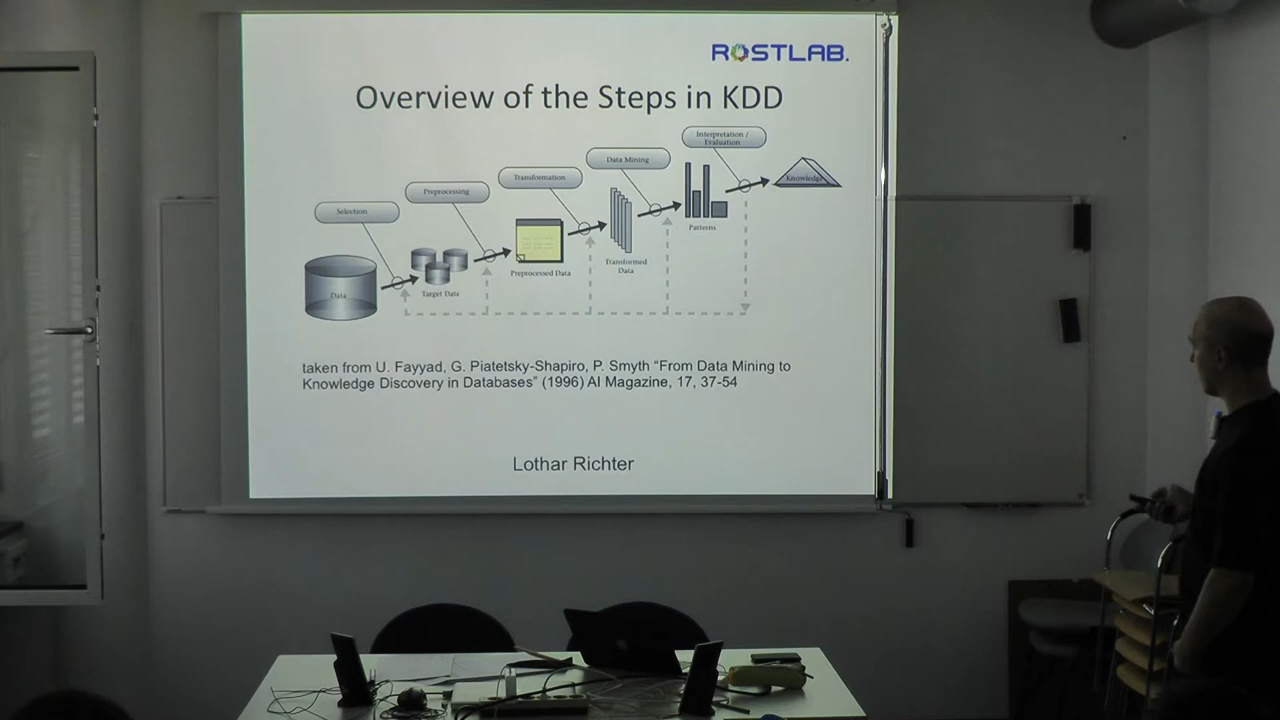 ROSTLAB.
Overview of the Steps in KDD
Interpretation /
Evaluation
Data Mining
Transformation
Preprocessing
Selection
Knowledge
Patterns
Transformed
Data
Preprocessed Data
Target Date
Data
taken from U. Fayyad, G. Piatetsky-Shapiro, P. Smyth “From Data Mining to
Knowledge Discovery in Databases” (1996) AI Magazine, 17, 37-54
Lothar Richter